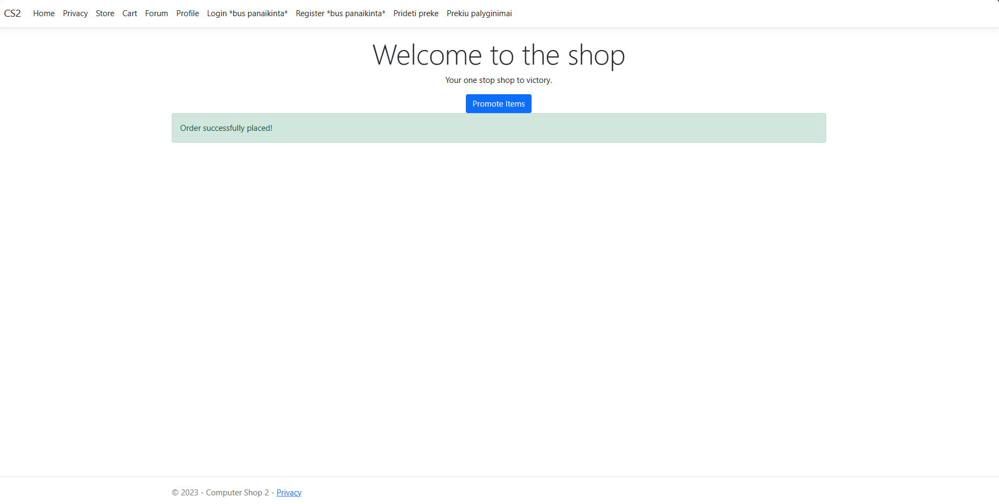 CS2 Home Privacy Store Cart Forum Profile Login *bus panaikinta* Register *bus panaikinta* Prideti preke Prekiu palyginimai
Welcome to the shop
Your one stop shop to victory.
Promote Items
Order successfully placed!
© 2023 - Computer Shop 2 - Privacy